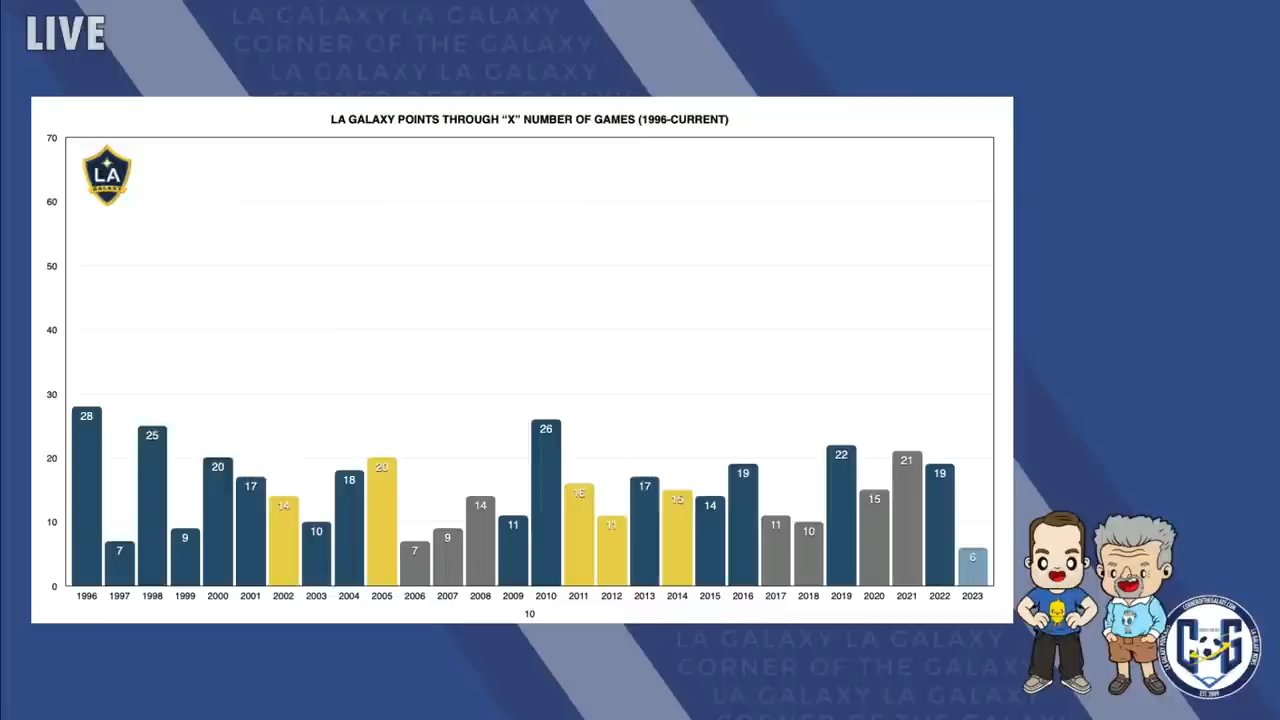 LA GALAXY LA GALAXY
LIVE
CORNER OF THE GALAXY
LA GALAXY LA GALAXY
LA GALAXY POINTS THROUGH “X” NUMBER OF GAMES (1996-CURRENT)
70
60
50
40
30
20
10
0
LA
GALAXY
28
7
25
9
20
17
14
10
18
20
7
9
14
11
26
16
11
17
15
14
19
11
10
22
15
21
19
6
1996 1997 1998 1999 2000 2001 2002 2003 2004 2005 2006 2007 2008 2009 2010 2011 2012 2013 2014 2015 2016 2017 2018 2019 2020 2021 2022 2023
10
CORNEROFTHEGALAXY.COM
EST. 2009
LA GALAXY LA GALAXY
CORNER OF THE GALAXY
LA GALAXY LA GALAXY